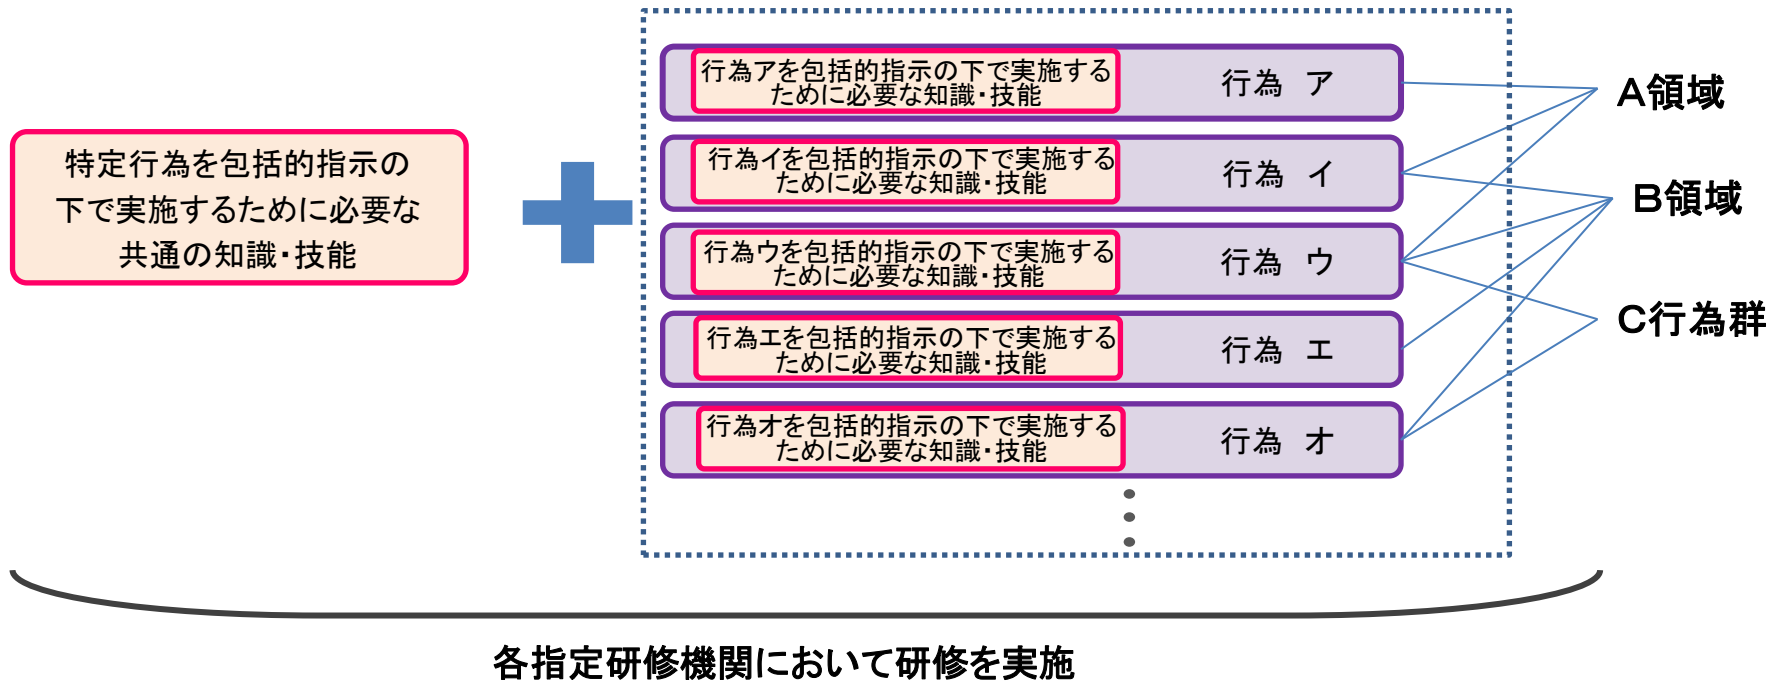 特定行為を包括的指示の
下で実施するために必要な
共通の知識・技能
行為アを包括的指示の下で実施する
ために必要な知識・技能
行為　ア
行為イを包括的指示の下で実施する
ために必要な知識・技能
行為　イ
行為ウを包括的指示の下で実施する
ために必要な知識・技能
行為　ウ
行為エを包括的指示の下で実施する
ために必要な知識・技能
行為　エ
行為オを包括的指示の下で実施する
ために必要な知識・技能
行為　オ
A領域
B領域
C行為群
各指定研修機関において研修を実施